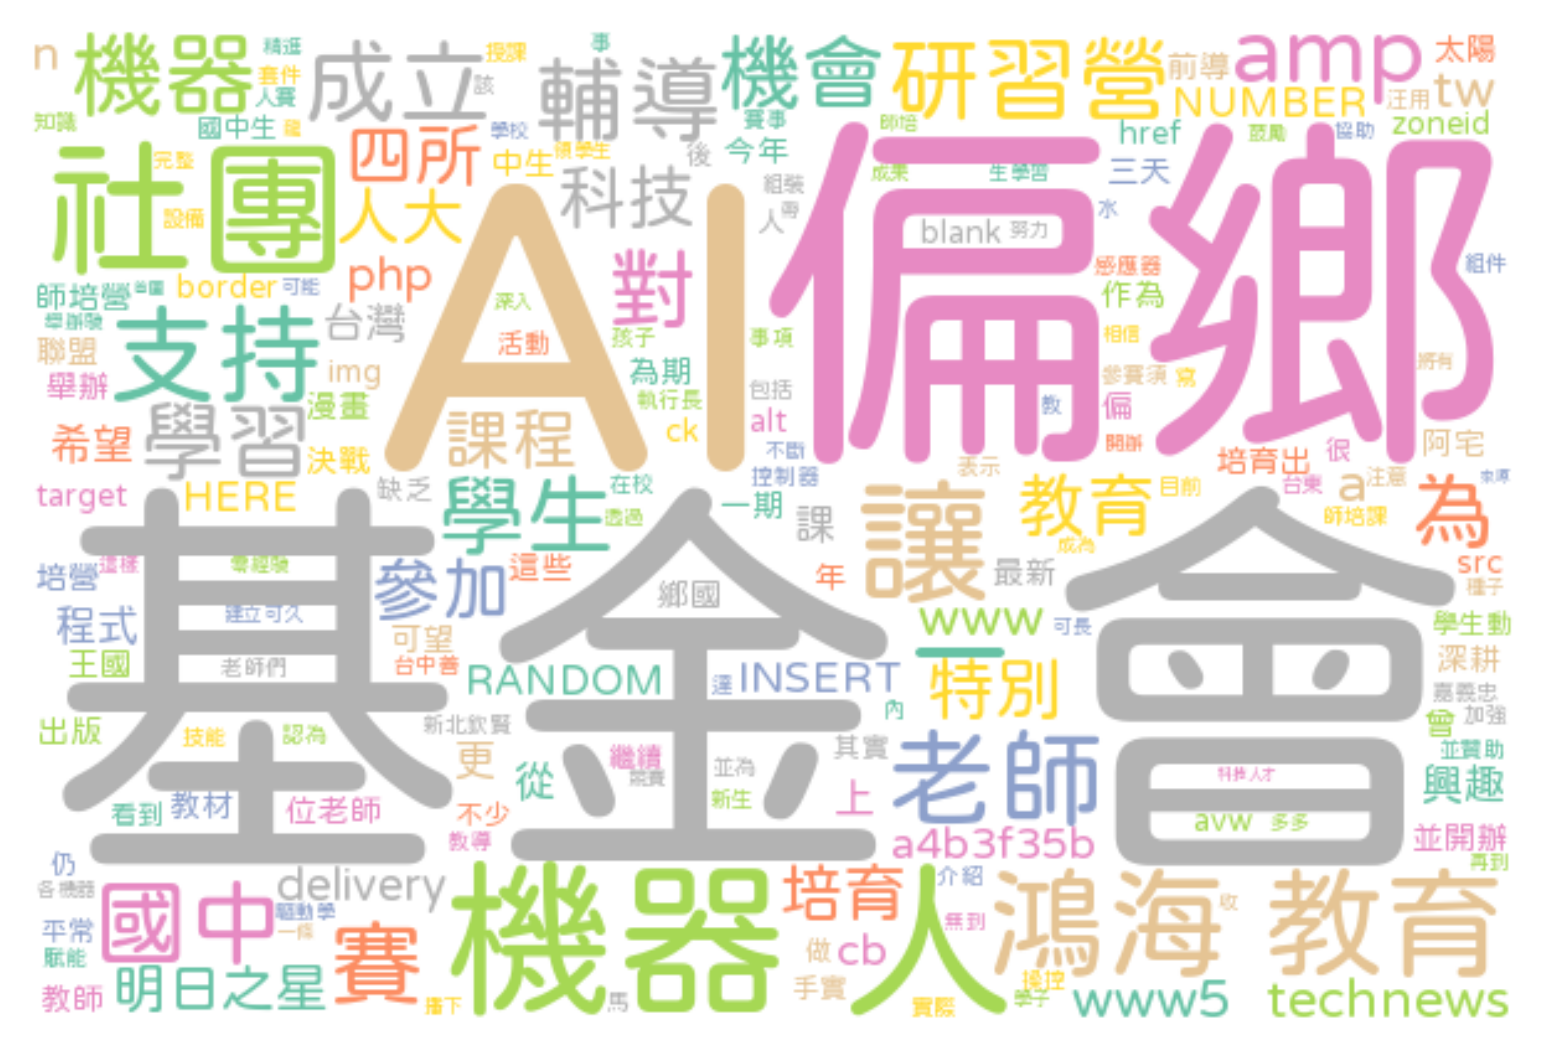 n
機器
精進
套件
人賽
成立
授課
該
事
輔導
機會
研習營
前導
amp
太陽
tw
汪用
NUMBER
zoneid
知識
國中生
四所
學校
中生
領學生
後
賽事
今年
師培
href
鼓勵
協助
社團
完整
設備
人大
科技
組裝
人
成果
生學習
三天
水
偏鄉
AI
blank
努力
php
對
師培營
border
可能
感應器
作為
組件
支持
台灣
深入
活動
孩子
事項
相信
聯盟
img
為期
包括
參賽須
寫
將有
舉辦
漫畫
執行長
ck
alt
教
偏
希望
學習
決戰
課程
不斷
開辦
很
阿宅
target
HERE
缺乏
學生
在校
透過
控制器
一期
課
讓
表示
教育
目前
成為
培育出
台東
a
注意
師培課
為
基金會
培營
這樣
零經驗
參加
這些
鄉國
年
最新
src
種子
程式
建立可久
可望
www
可長
學生動
王國
老師們
台中善
RANDOM
達
INSERT
特別
深耕
嘉義忠
出版
技能
認為
新北欽賢
更
從
繼續
競賽
並為
新生
其實
內
老師
曾
加強
並贊助
科技人才
興趣
看到
教材
位老師
不少
教導
上
a4b3f35b
avw
多多
並開辦
再到
仍
各機器
國中
delivery
驅動學
一條
機器人
培育
介紹
無到
鴻海
收
教育
平常
賦能
教師
明日之星
賽
播下
馬
做
cb
手實
實際
操控
學子
www5
technews